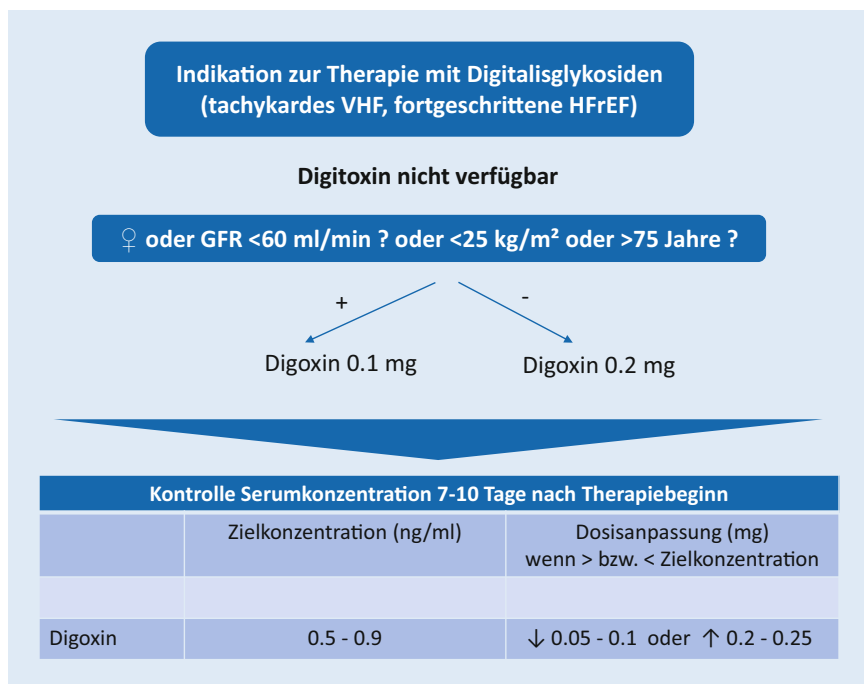 Indikation zur Therapie mit Digitalisglykosiden
(tachykardes VHF, fortgeschrittene HFrEF)
Digitoxin nicht verfügbar
♀ oder GFR <60 ml/min ? oder <25 kg/m² oder >75 Jahre ?
+
-
Digoxin 0.1 mg
Digoxin 0.2 mg
Kontrolle Serumkonzentration 7-10 Tage nach Therapiebeginn
Zielkonzentration (ng/ml)
Dosisanpassung (mg)
wenn > bzw. < Zielkonzentration
Digoxin
0.5 - 0.9
↓ 0.05 - 0.1 oder ↑ 0.2 - 0.25